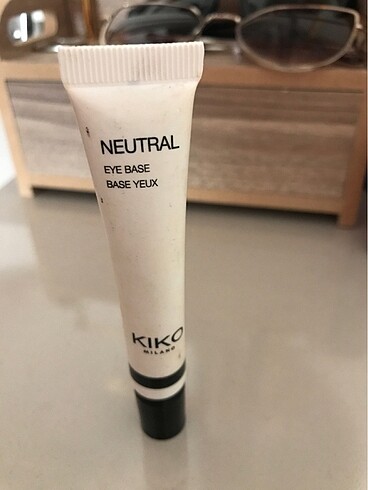 NEUTRAL
EYE BASE
BASE YEUX
KIKO
MILANO